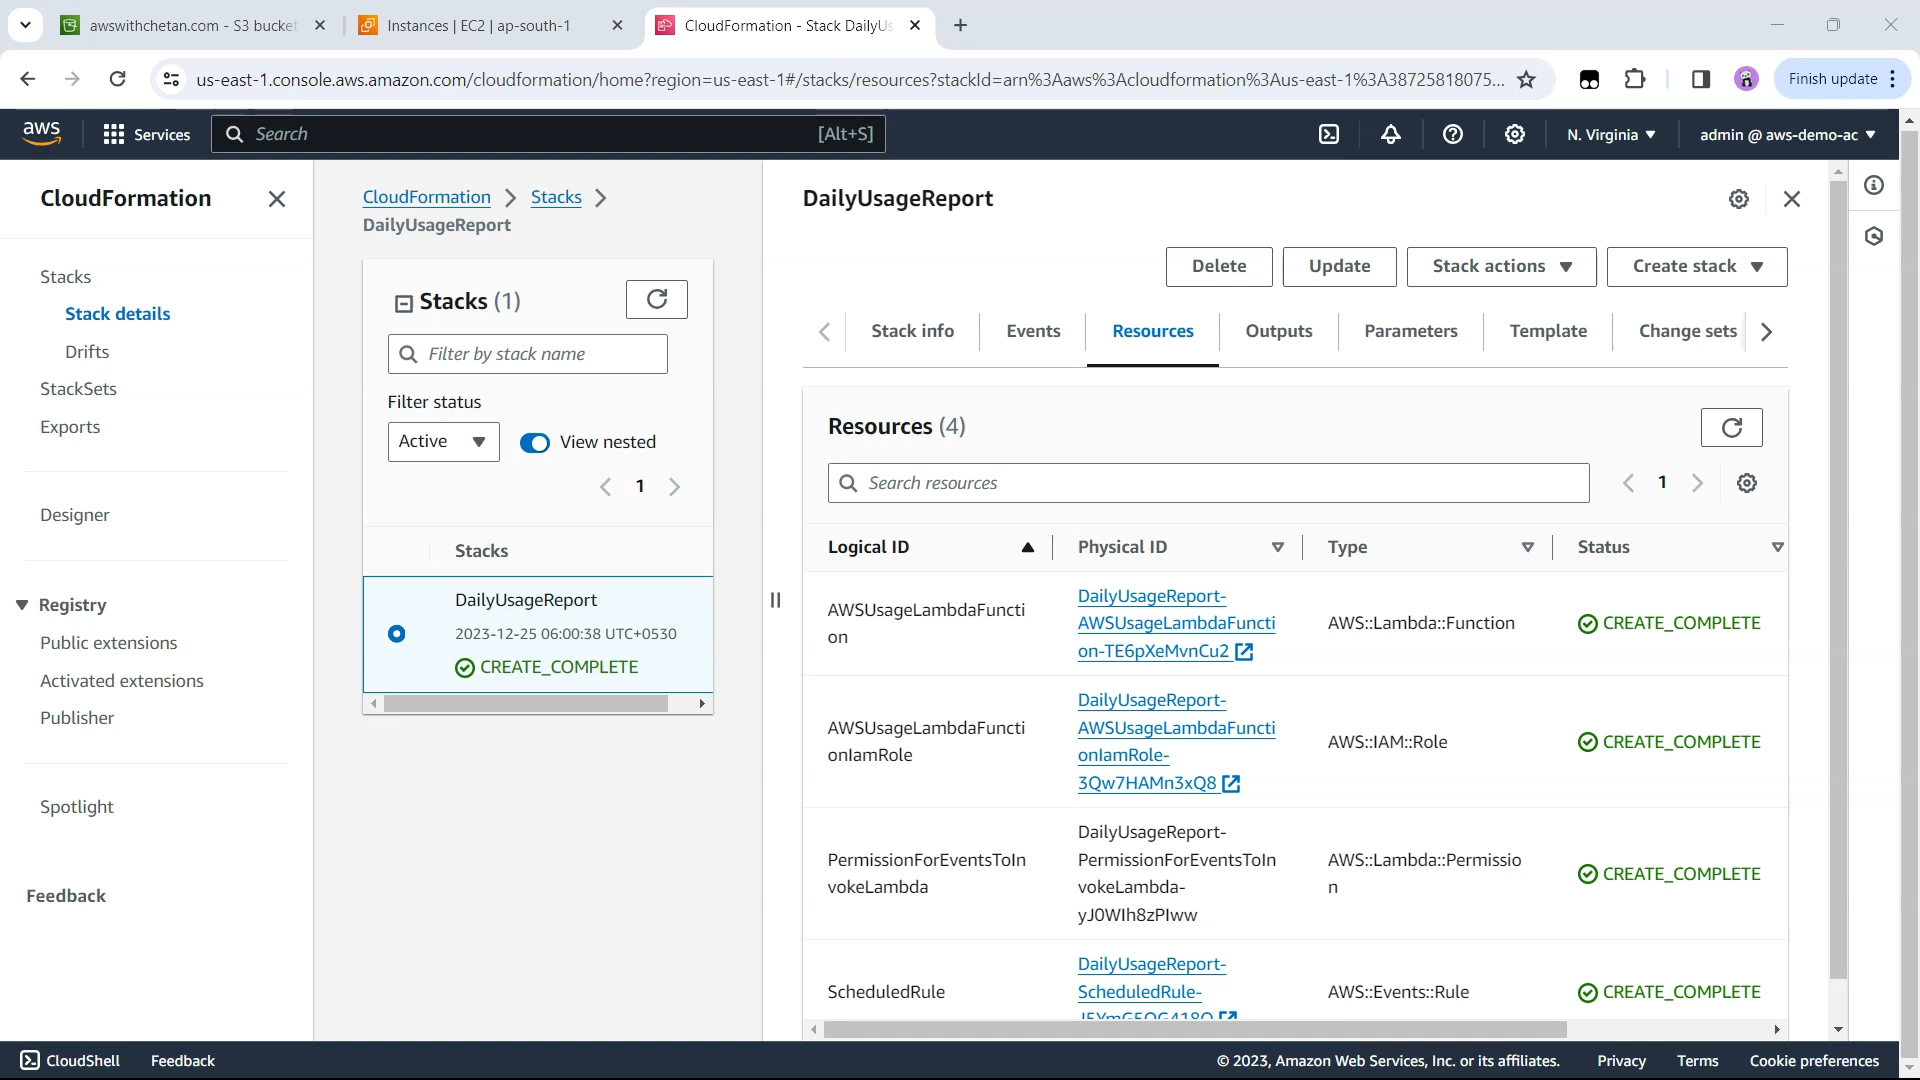 awswithchetan.com - S3 bucket
Instances | EC2 | ap-south-1
CloudFormation - Stack DailyUs
us-east-1.console.aws.amazon.com/cloudformation/home?region=us-east-1#/stacks/resources?stackId=arn%3Aaws%3Acloudformation%3Aus-east-1%3A38725818075...
Finish update
aws
Services
Search
[Alt+S]
N. Virginia
admin @ aws-demo-ac
CloudFormation
Stacks
Stack details
Drifts
StackSets
Exports
Designer
Registry
Public extensions
Activated extensions
Publisher
Spotlight
Feedback
CloudFormation
Stacks
DailyUsageReport
Stacks (1)
Filter by stack name
Filter status
Active
View nested
1
Stacks
DailyUsageReport
2023-12-25 06:00:38 UTC+0530
CREATE_COMPLETE
DailyUsageReport
Delete
Update
Stack actions
Create stack
Stack info
Events
Resources
Outputs
Parameters
Template
Change sets
Resources (4)
Search resources
1
Logical ID
Physical ID
Type
Status
AWSUsageLambdaFuncti
on
DailyUsageReport-
AWSUsageLambdaFuncti
on-TE6pXeMvnCu2
AWS::Lambda::Function
CREATE_COMPLETE
AWSUsageLambdaFuncti
onIamRole
DailyUsageReport-
AWSUsageLambdaFuncti
onIamRole-
3Qw7HAMn3xQ8
AWS::IAM::Role
CREATE_COMPLETE
PermissionForEventsToIn
vokeLambda
DailyUsageReport-
PermissionForEventsToIn
vokeLambda-
yJ0WIh8zPIww
AWS::Lambda::Permissio
n
CREATE_COMPLETE
ScheduledRule
DailyUsageReport-
ScheduledRule-
AWS::Events::Rule
CREATE_COMPLETE
CloudShell
Feedback
© 2023, Amazon Web Services, Inc. or its affiliates.
Privacy
Terms
Cookie preferences